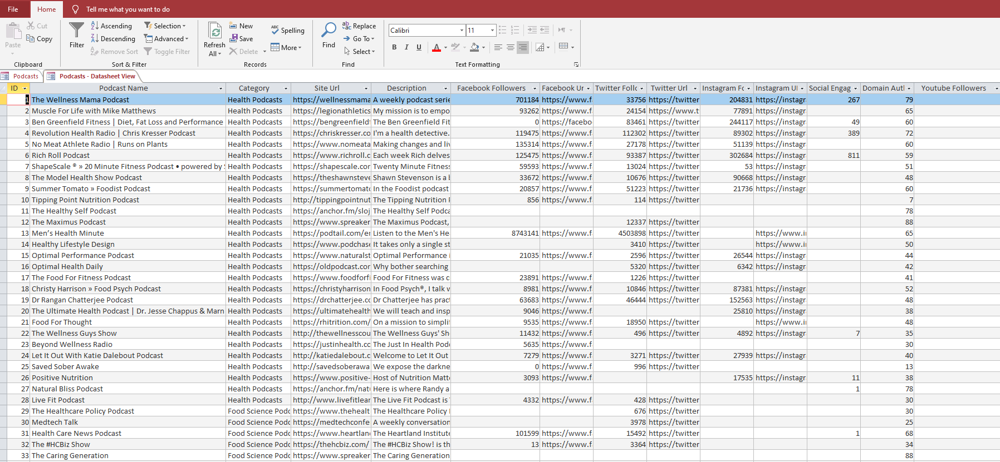 File Home Tell me what you want to do
Cut Ascending Selection New Spelling Replace Calibri 11
Paste Copy Filter Descending Advanced Refresh All Save More Find Go To B I U A
Remove Sort Toggle Filter Delete Select
Clipboard Sort & Filter Records Find Text Formatting
Podcasts Podcasts - Datasheet View
ID Podcast Name Category Site Url Description Facebook Followers Facebook Ur Twitter Follc Twitter Url Instagram Fc Instagram Ul Social Engag Domain Autl Youtube Followers
1 The Wellness Mama Podcast Health Podcasts https://wellnessmama A weekly podcast serie 701184 https://www.f 33756 https://twitter 204831 https://instagr 267 79
2 Muscle For Life with Mike Matthews Health Podcasts https://legionathletics My mission is to empo 93262 https://www.f 24154 https://www.t 77891 https://instagr 65
3 Ben Greenfield Fitness | Diet, Fat Loss and Performance Health Podcasts https://bengreenfield The Ben Greenfield Fit 0 https://facebo 83461 https://twitter 244117 https://instagr 49 60
4 Revolution Health Radio | Chris Kresser Podcast Health Podcasts https://chriskresser.co I'm a health detective. 119475 https://www.f 112302 https://twitter 89302 https://instagr 389 72
5 No Meat Athlete Radio | Runs on Plants Health Podcasts https://www.nomeata Making changes and liv 135314 https://www.f 27178 https://twitter 51139 https://instagr 60
6 Rich Roll Podcast Health Podcasts https://www.richroll.c Each week Rich delves 125475 https://www.f 93387 https://twitter 302684 https://instagr 811 59
7 ShapeScale ® » 20 Minute Fitness Podcast • powered by S Health Podcasts https://shapescale.cor Twenty Minute Fitness 59593 https://www.f 13024 https://twitter 53 https://instagr 51
8 The Model Health Show Podcast Health Podcasts https://theshawnsteve Shawn Stevenson is a b 33672 https://www.f 10676 https://twitter 90668 https://instagr 48
9 Summer Tomato » Foodist Podcast Health Podcasts https://summertomato In the Foodist podcast 20857 https://www.f 51223 https://twitter 21736 https://instagr 60
10 Tipping Point Nutrition Podcast Health Podcasts http://tippingpointnut The Tipping Nutrition 856 https://www.f 114 https://twitter 7
11 The Healthy Self Podcast Health Podcasts https://anchor.fm/sloj The Healthy Self Podca 78
12 The Maximus Podcast Health Podcasts https://www.spreaker The Maximus Podcast, 12337 https://twitter 88
13 Men’s Health Minute Health Podcasts https://podtail.com/er Listen to the Men's He 8743141 https://www.f 4503898 https://twitter https://www.i 65
14 Healthy Lifestyle Design Health Podcasts https://www.podchase It takes only a single st 3410 https://twitter https://www.i 50
15 Optimal Performance Podcast Health Podcasts https://www.naturalst Optimal Performance i 21035 https://www.f 2596 https://twitter 26544 https://instagr 44
16 Optimal Health Daily Health Podcasts https://oldpodcast.cor Why bother searching 5320 https://twitter 6342 https://instagr 42
17 The Food For Fitness Podcast Health Podcasts https://www.foodforfi Food For Fitness was c 23891 https://www.f 1226 https://twitter 41
18 Christy Harrison » Food Psych Podcast Health Podcasts https://christyharrison In Food Psych®, I talk w 8981 https://www.f 10846 https://twitter 87381 https://instagr 52
19 Dr Rangan Chatterjee Podcast Health Podcasts https://drchatterjee.cc Dr Chatterjee has pract 63683 https://www.f 46444 https://twitter 152563 https://instagr 48
20 The Ultimate Health Podcast | Dr. Jesse Chappus & Marn Health Podcasts https://ultimatehealth We will teach and insp 9046 https://www.f 25810 https://instagr 38
21 Food For Thought Health Podcasts https://rhitrition.com/ On a mission to simpli 9535 https://www.f 18950 https://twitter https://www.i 48
22 The Wellness Guys Show Health Podcasts http://thewellnesscou The Wellness Guys' Sh 11432 https://www.f 496 https://twitter 4892 https://instagr 7 35
23 Beyond Wellness Radio Health Podcasts https://justinhealth.cc The Just In Health Pod 5635 https://www.f 30
24 Let It Out With Katie Dalebout Podcast Health Podcasts http://katiedalebout.c Welcome to Let It Out 7279 https://www.f 3271 https://twitter 27939 https://instagr 40
25 Saved Sober Awake Health Podcasts http://savedsoberawa We expose the darkne 0 https://www.f 996 https://twitter 13
26 Positive Nutrition Health Podcasts https://www.positive- Host of Nutrition Matt 3093 https://www.f 17535 https://instagr 11 38
27 Natural Bliss Podcast Health Podcasts https://anchor.fm/natu Here is where Randy a 1 78
28 Live Fit Podcast Health Podcasts http://www.livefitlear The Live Fit Podcast is 4332 https://www.f 428 https://twitter 30
29 The Healthcare Policy Podcast Food Science Podc https://www.thehealt The Healthcare Policy 676 https://twitter 30
30 Medtech Talk Food Science Podc https://medtechconfe A weekly conversation 3978 https://twitter 25
31 Health Care News Podcast Food Science Podc https://www.heartlan The Heartland Institute 101599 https://www.f 15492 https://twitter 1 68
32 The #HCBiz Show Food Science Podc https://thehcbiz.com/ The #HCBiz Show! is th 13 https://www.f 3364 https://twitter 34
33 The Caring Generation Food Science Podc https://www.spreaker The Caring Generation 88